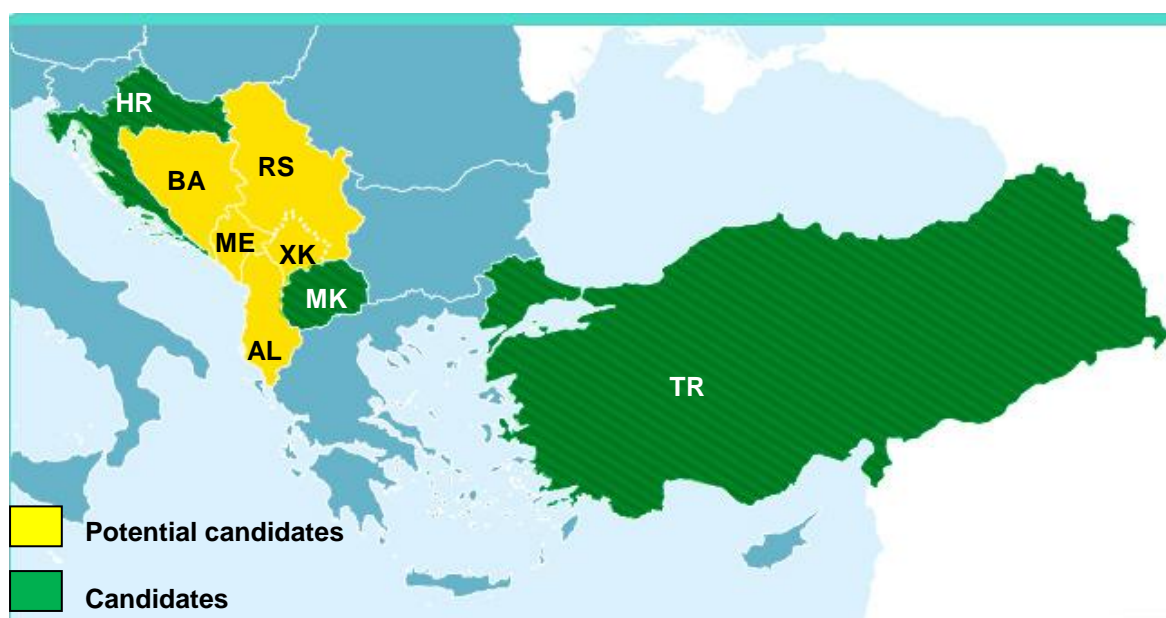 HR
RS
BA
ME
XK
MK
AL
TR
Potential candidates
Candidates